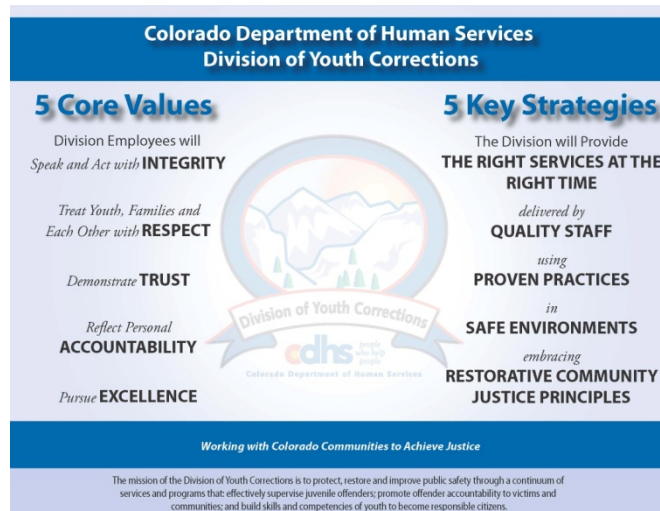 Colorado Department of Human Services
Division of Youth Corrections
5 Core Values
Division Employees will
Speak and Act with INTEGRITY
Treat Youth, Families and
Each Other with RESPECT
Demonstrate TRUST
Reflect Personal
ACCOUNTABILITY
Pursue EXCELLENCE
5 Key Strategies
The Division will Provide
THE RIGHT SERVICES AT THE
RIGHT TIME
delivered by
QUALITY STAFF
using
PROVEN PRACTICES
in
SAFE ENVIRONMENTS
embracing
RESTORATIVE COMMUNITY
JUSTICE PRINCIPLES
Division of Youth Corrections
cdhs
people
who help
people
Colorado Department of Human Services
Working with Colorado Communities to Achieve Justice
The mission of the Division of Youth Corrections is to protect, restore and improve public safety through a continuum of
services and programs that: effectively supervise juvenile offenders; promote offender accountability to victims and
communities; and build skills and competencies of youth to become responsible citizens.